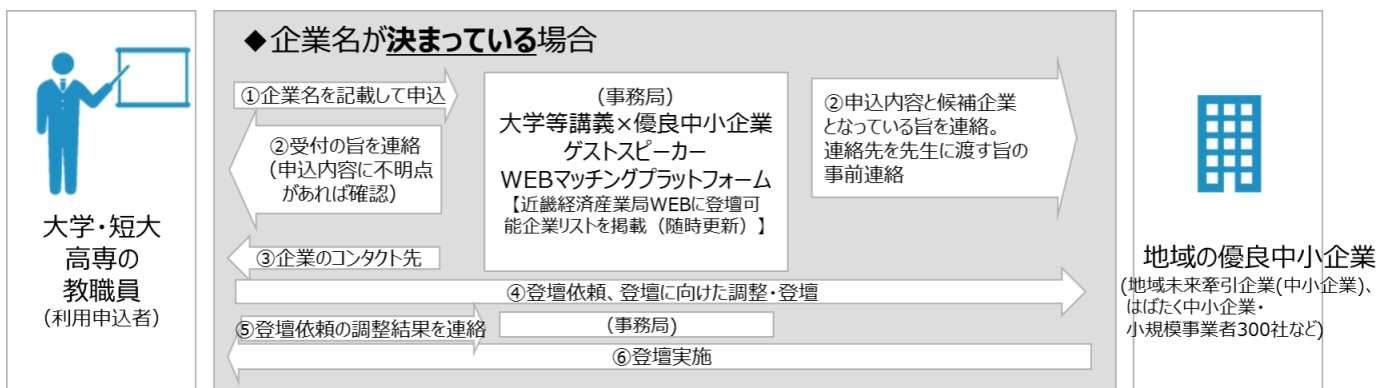 ◆企業名が決まっている場合
①企業名を記載して申込
②受付の旨を連絡
（申込内容に不明点
があれば確認）
③企業のコンタクト先
（事務局）
大学等講義×優良中小企業
ゲストスピーカー
WEBマッチングプラットフォーム
【近畿経済産業局WEBに登壇可
能企業リストを掲載（随時更新）】
②申込内容と候補企業
となっている旨を連絡。
連絡先を先生に渡す旨の
事前連絡
④登壇依頼、登壇に向けた調整・登壇
⑤登壇依頼の調整結果を連絡
（事務局）
⑥登壇実施
大学・短大
高専の
教職員
（利用申込者）
地域の優良中小企業
(地域未来牽引企業(中小企業)、
はばたく中小企業・
小規模事業者300社など)